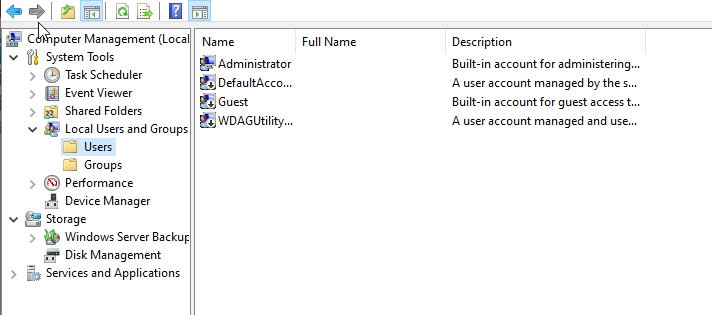 Computer Management (Local
System Tools
Task Scheduler
Event Viewer
Shared Folders
Local Users and Groups
Users
Groups
Performance
Device Manager
Storage
Windows Server Backup
Disk Management
Services and Applications
Name Full Name Description
Administrator Built-in account for administering...
DefaultAcco... A user account managed by the s...
Guest Built-in account for guest access t...
WDAGUtility... A user account managed and use...